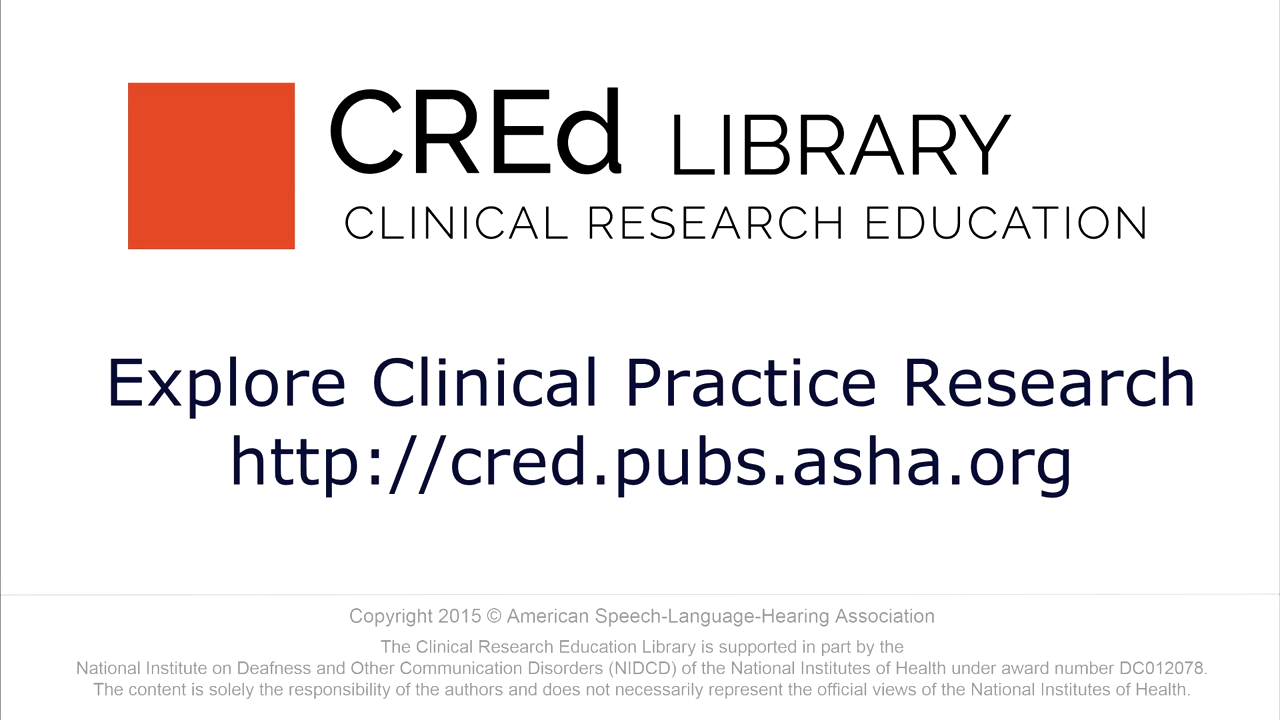 CREd LIBRARY
CLINICAL RESEARCH EDUCATION
Explore Clinical Practice Research
http://cred.pubs.asha.org
Copyright 2015 © American Speech-Language-Hearing Association
The Clinical Research Education Library is supported in part by the
National Institute on Deafness and Other Communication Disorders (NIDCD) of the National Institutes of Health under award number DC012078.
The content is solely the responsibility of the authors and does not necessarily represent the official views of the National Institutes of Health.